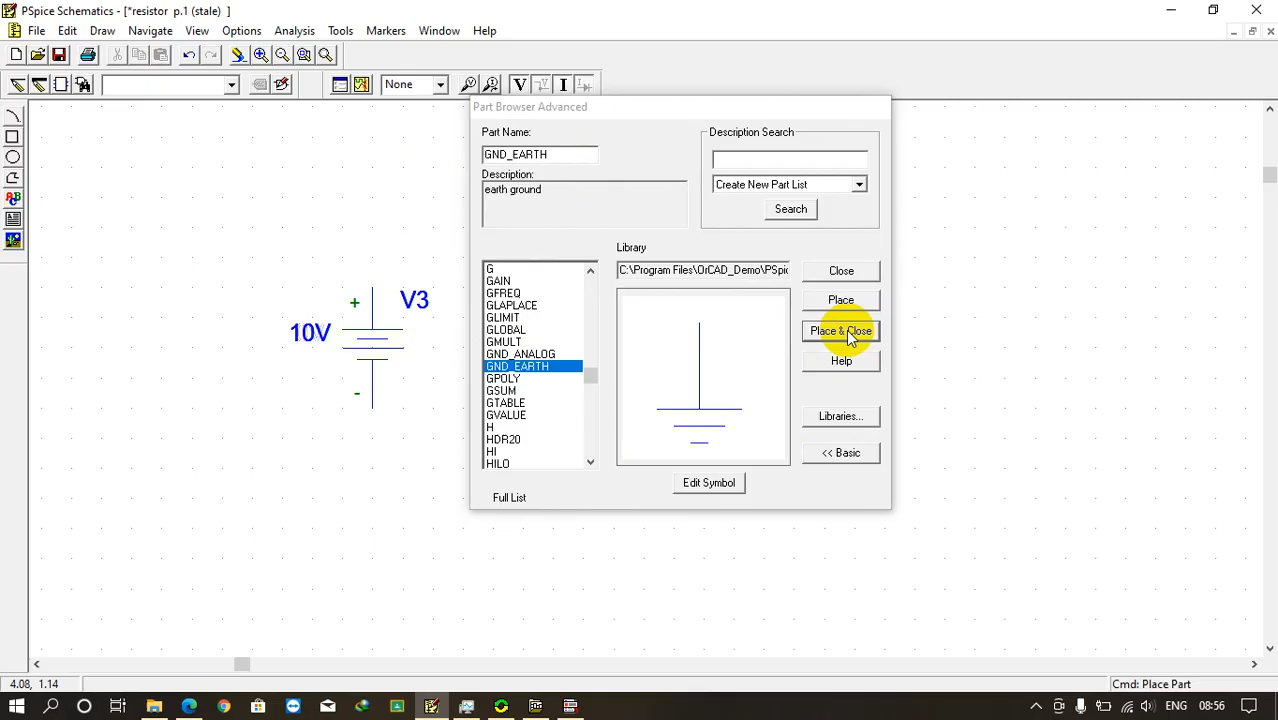 PSpice Schematics - [*resistor p.1 (stale) ]
File Edit Draw Navigate View Options Analysis Tools Markers Window Help
None
V
I
Part Browser Advanced
Part Name:
GND_EARTH
Description:
earth ground
Description Search
Create New Part List
Search
Library
C:\Program Files\OrCAD_Demo\PSpic
G
GAIN
GFREQ
GLAPLACE
GLIMIT
GLOBAL
GMULT
GND_ANALOG
GND_EARTH
GPOLY
GSUM
GTABLE
GVALUE
H
HDR20
HI
HILO
Full List
Close
Place
Place & Close
Help
Libraries...
<< Basic
Edit Symbol
+
V3
10V
-
4.08, 1.14
Cmd: Place Part
ENG
08:56